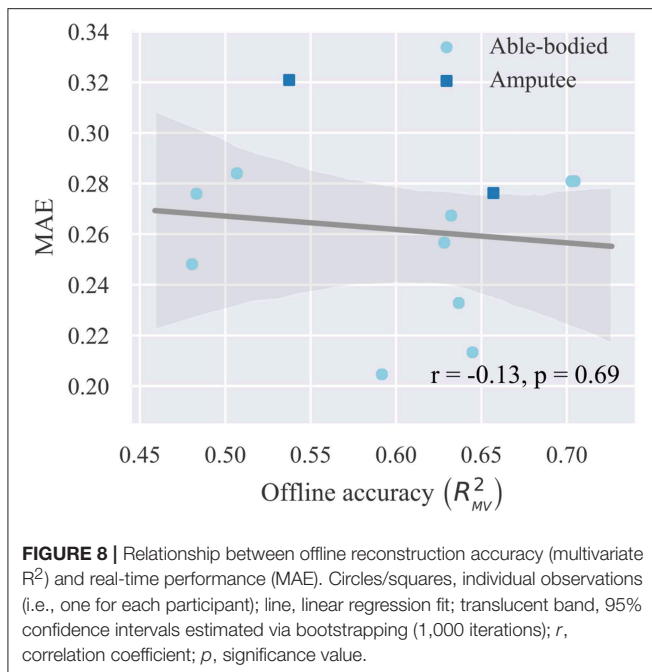 0.34
Able-bodied
Amputee
0.32
0.30
0.28
MAE
0.26
0.24
0.22
0.20
r = -0.13, p = 0.69
0.45 0.50 0.55 0.60 0.65 0.70
Offline accuracy (R²MV)
FIGURE 8 | Relationship between offline reconstruction accuracy (multivariate
R²) and real-time performance (MAE). Circles/squares, individual observations
(i.e., one for each participant); line, linear regression fit; translucent band, 95%
confidence intervals estimated via bootstrapping (1,000 iterations); r,
correlation coefficient; p, significance value.